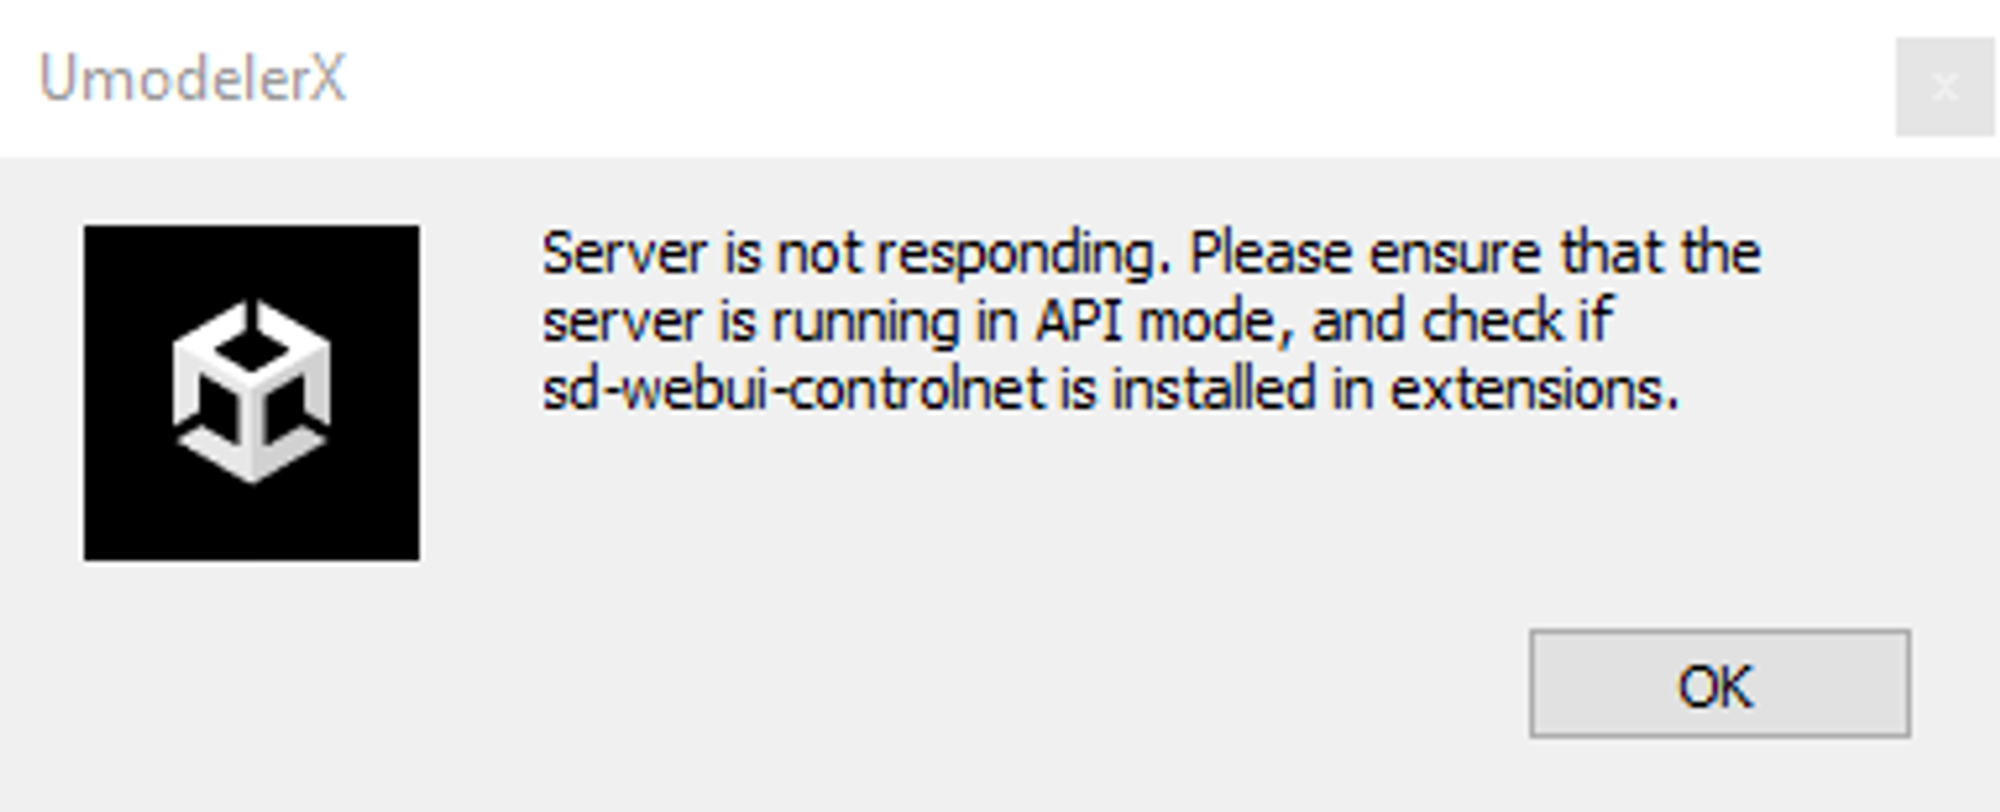 UmodelerX
x
Server is not responding. Please ensure that the
server is running in API mode, and check if
sd-webui-controlnet is installed in extensions.
OK